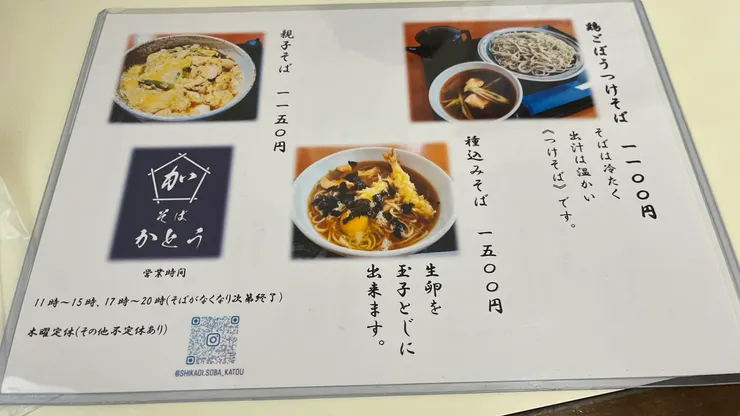 鶏ごぼうつけそば 一一〇〇円
そばは冷たく
出汁は温かい
《つけそば》です。
親子そば 一一五〇円
種込みそば 一五〇〇円
生卵を
玉子とじに
出来ます。
か
そば
かとう
営業時間
11時～15時、17時～20時(そばがなくなり次第終了)
木曜定休(その他不定休あり)
@SHIKAOI.SOBA_KATOU